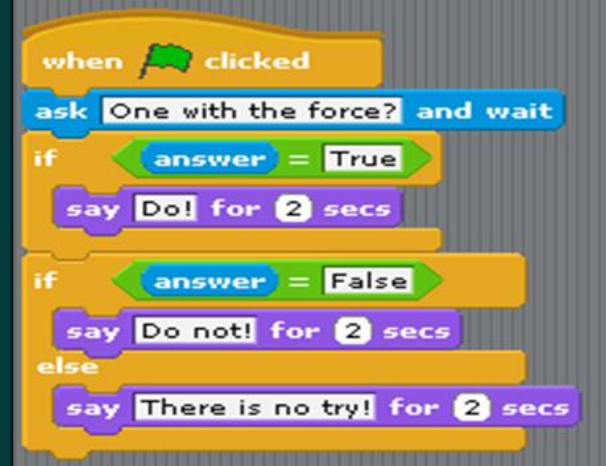 when clicked
ask One with the force? and wait
if answer = True
say Do! for 2 secs
if answer = False
say Do not! for 2 secs
else
say There is no try! for 2 secs